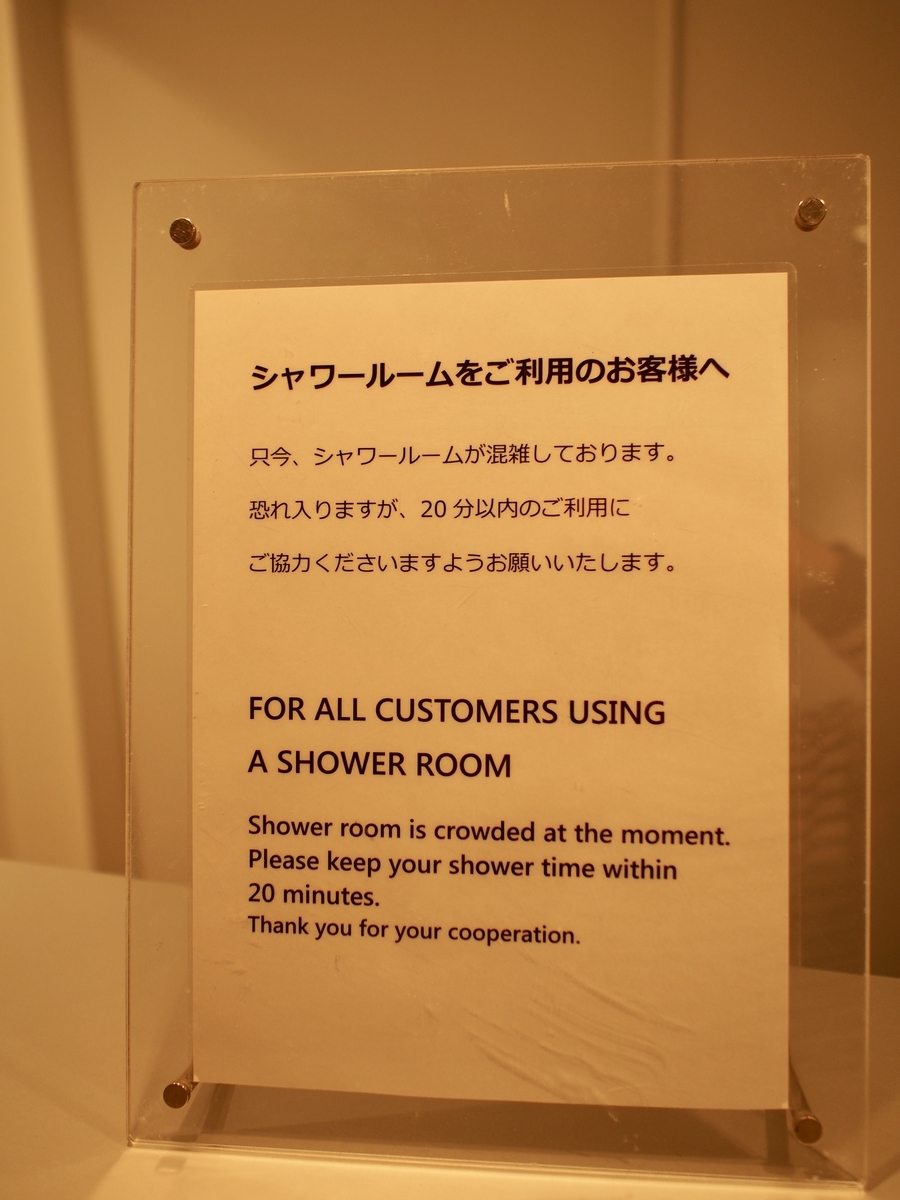 シャワールームをご利用のお客様へ
只今、シャワールームが混雑しております。
恐れ入りますが、20 分以内のご利用に
ご協力くださいますようお願いいたします。
FOR ALL CUSTOMERS USING
A SHOWER ROOM
Shower room is crowded at the moment.
Please keep your shower time within
20 minutes.
Thank you for your cooperation.